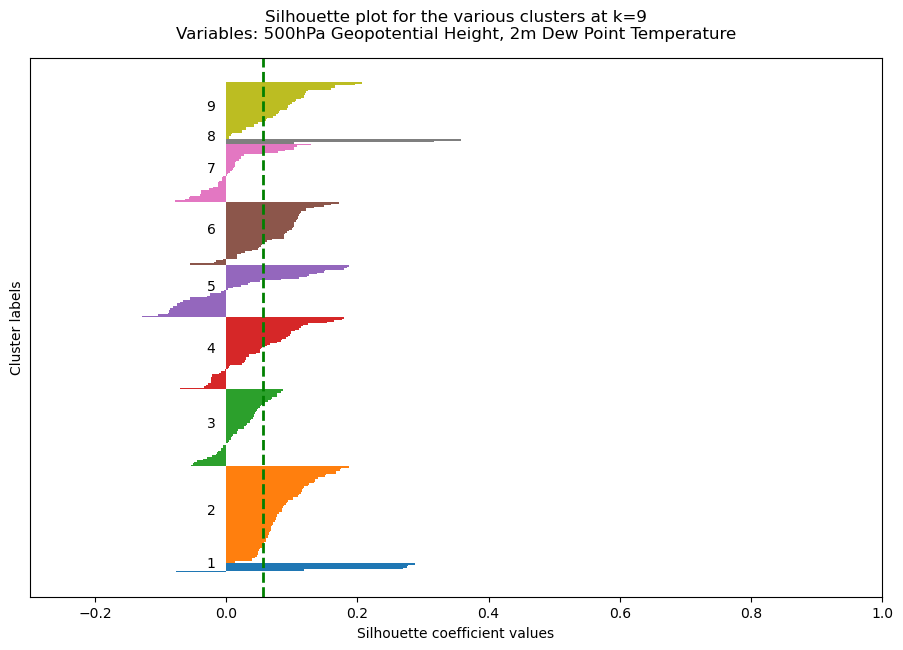 Silhouette plot for the various clusters at k=9
Variables: 500hPa Geopotential Height, 2m Dew Point Temperature
Cluster labels
9
8
7
6
5
4
3
2
1
−0.2 0.0 0.2 0.4 0.6 0.8 1.0
Silhouette coefficient values